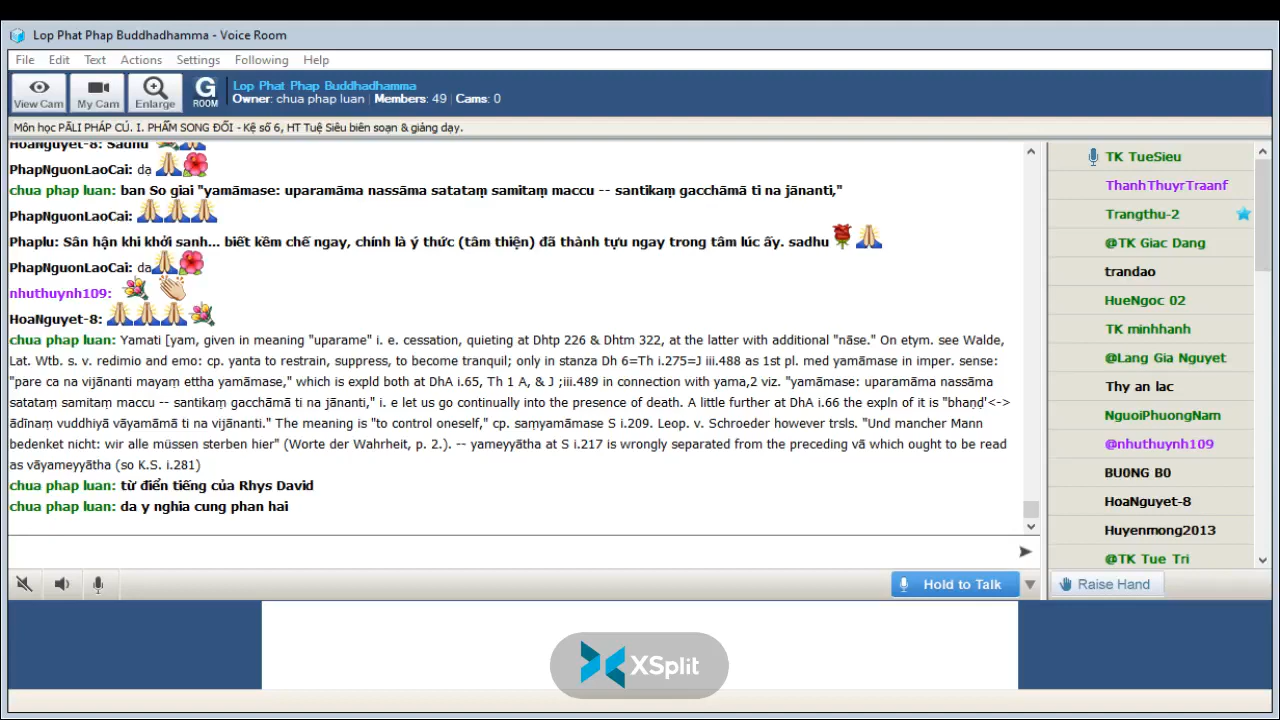 Lop Phat Phap Buddhadhamma - Voice Room
File Edit Text Actions Settings Following Help
View Cam My Cam Enlarge G ROOM
Lop Phat Phap Buddhadhamma
Owner: chua phap luan | Members: 49 | Cams: 0
Môn học PĀLI PHÁP CÚ. I. PHẨM SONG ĐỐI - Kệ số 6, HT Tuệ Siêu biên soạn & giảng dạy.
HoaNguyet-8: Sadhu
PhapNguonLaoCai: dạ
chua phap luan: ban So giai "yamāmase: uparamāma nassāma satataṃ samitaṃ maccu -- santikaṃ gacchāmā ti na jānanti,"
PhapNguonLaoCai:
Phaplu: Sân hận khi khởi sanh... biết kềm chế ngay, chính là ý thức (tâm thiện) đã thành tựu ngay trong tâm lúc ấy. sadhu
PhapNguonLaoCai: dạ
nhuthuynh109:
HoaNguyet-8:
chua phap luan: Yamati [yam, given in meaning "uparame" i. e. cessation, quieting at Dhtp 226 & Dhtm 322, at the latter with additional "nāse." On etym. see Walde,
Lat. Wtb. s. v. redimio and emo: cp. yanta to restrain, suppress, to become tranquil; only in stanza Dh 6=Th i.275=J iii.488 as 1st pl. med yamāmase in imper. sense:
"pare ca na vijānanti mayaṃ ettha yamāmase," which is expld both at DhA i.65, Th 1 A, & J ;iii.489 in connection with yama,2 viz. "yamāmase: uparamāma nassāma
satataṃ samitaṃ maccu -- santikaṃ gacchāmā ti na jānanti," i. e let us go continually into the presence of death. A little further at DhA i.66 the expln of it is "bhaṇḍ'<->
ādīnaṃ vuddhiyā vāyamāmā ti na vijānanti." The meaning is "to control oneself," cp. saṃyamāmase S i.209. Leop. v. Schroeder however trsls. "Und mancher Mann
bedenket nicht: wir alle müssen sterben hier" (Worte der Wahrheit, p. 2.). -- yameyyātha at S i.217 is wrongly separated from the preceding vā which ought to be read
as vāyameyyātha (so K.S. i.281)
chua phap luan: từ điển tiếng của Rhys David
chua phap luan: da y nghia cung phan hai
TK TueSieu
ThanhThuyrTraanf
Trangthu-2
@TK Giac Dang
trandao
HueNgoc 02
TK minhhanh
@Lang Gia Nguyet
Thy an lac
NguoiPhuongNam
@nhuthuynh109
BU0NG B0
HoaNguyet-8
Huyenmong2013
@TK Tue Tri
Hold to Talk
Raise Hand
XSplit